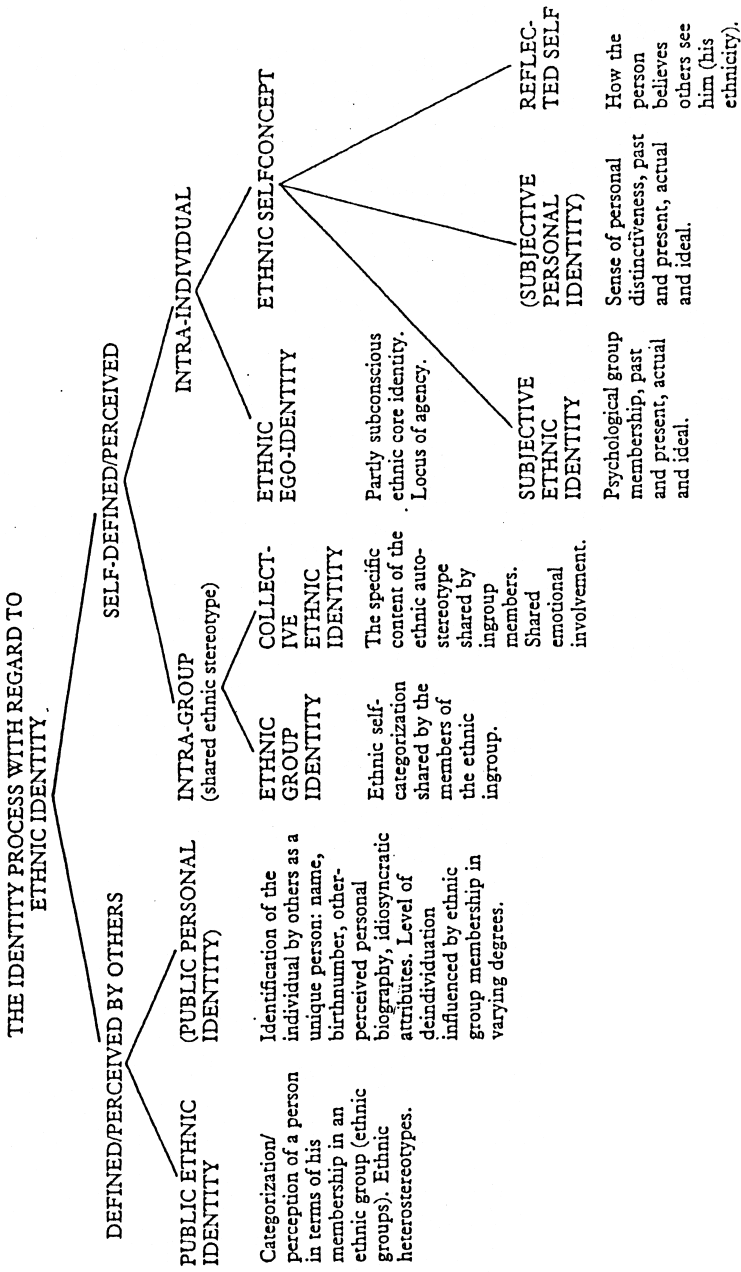 THE IDENTITY PROCESS WITH REGARD TO
ETHNIC IDENTITY
DEFINED/PERCEIVED BY OTHERS
SELF-DEFINED/PERCEIVED
PUBLIC ETHNIC
IDENTITY
Categorization/
perception of a person
in terms of his
membership in an
ethnic group (ethnic
groups). Ethnic
heterostereotypes.
(PUBLIC PERSONAL
IDENTITY)
Identification of the
individual by others as a
unique person: name,
birthnumber, other-
perceived personal
biography, idiosyncratic
attributes. Level of
deindividuation
influenced by ethnic
group membership in
varying degrees.
INTRA-GROUP
(shared ethnic stereotype)
ETHNIC
GROUP
IDENTITY
Ethnic self-
categorization
shared by the
members of
the ethnic
ingroup.
COLLECT-
IVE
ETHNIC
IDENTITY
The specific
content of the
ethnic auto-
stereotype
shared by
ingroup
members.
Shared
emotional
involvement.
INTRA-INDIVIDUAL
ETHNIC
EGO-IDENTITY
Partly subconscious
ethnic core identity.
Locus of agency.
ETHNIC SELFCONCEPT
SUBJECTIVE
ETHNIC
IDENTITY
Psychological group
membership, past
and present, actual
and ideal.
(SUBJECTIVE
PERSONAL
IDENTITY)
Sense of personal
distinctiveness, past
and present, actual
and ideal.
REFLEC-
TED SELF
How the
person
believes
others see
him (his
ethnicity).